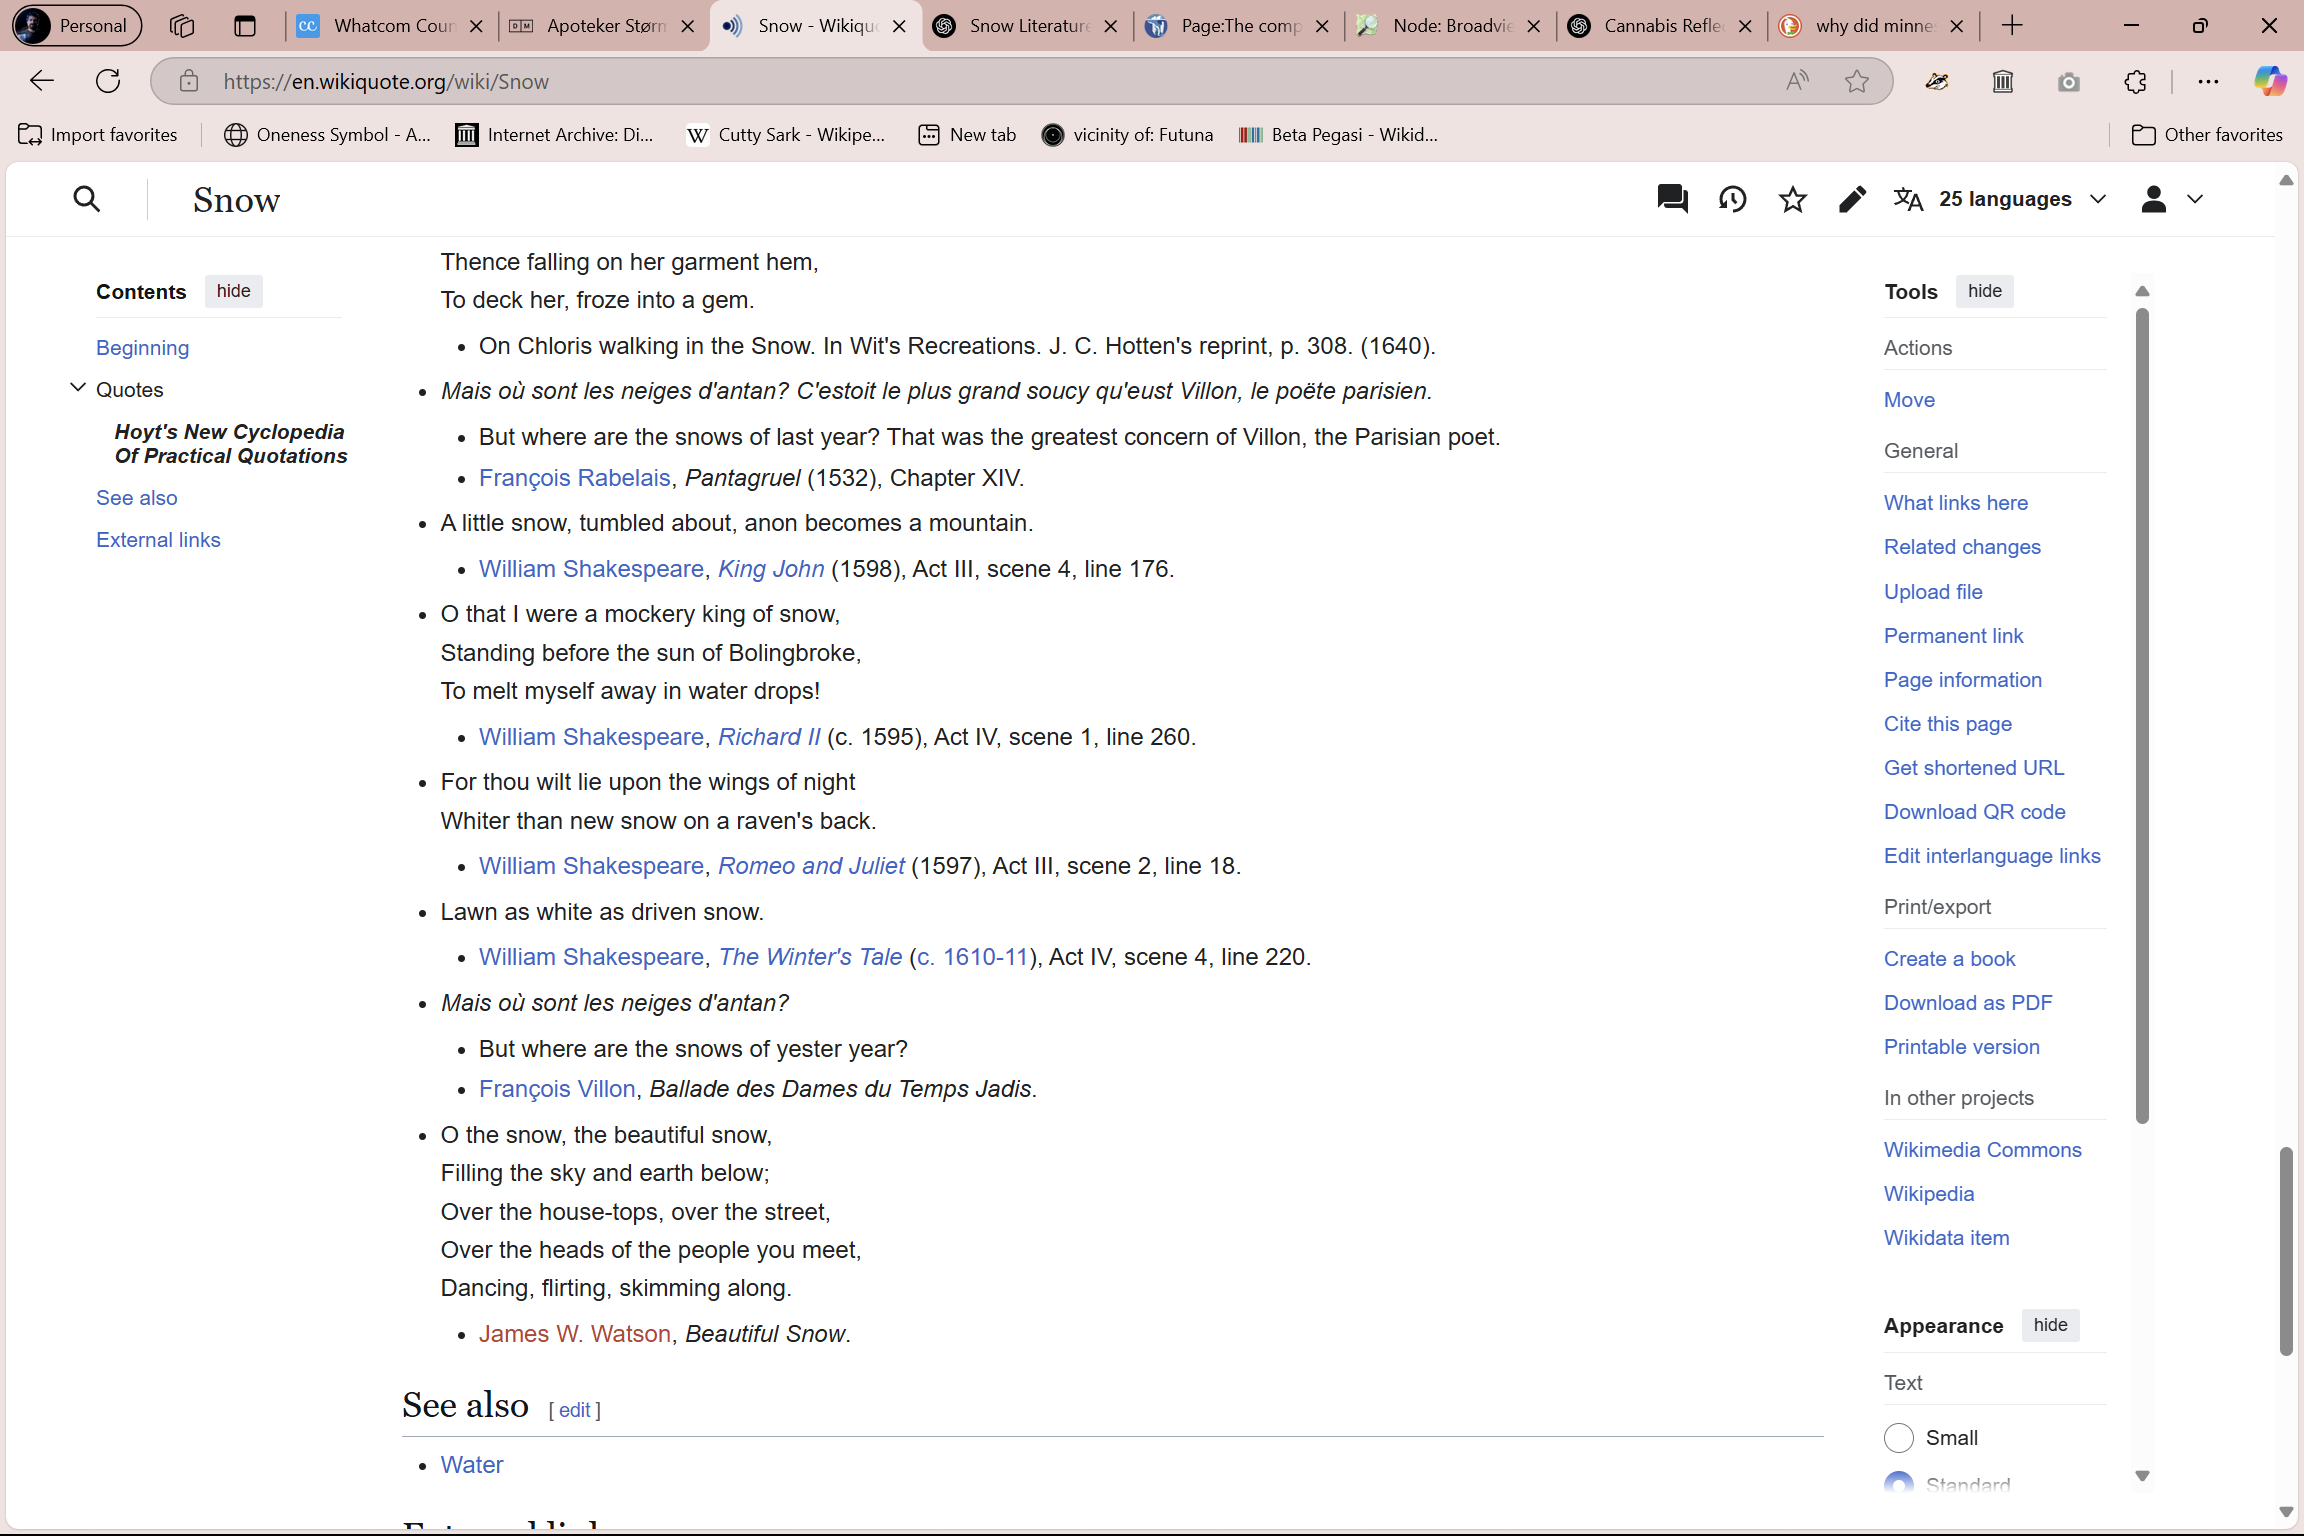 Personal
Whatcom Coun
Apoteker Størm
Snow - Wikiquo
Snow Literature
Page:The comp
Node: Broadvie
Cannabis Refle
why did minne
https://en.wikiquote.org/wiki/Snow
Import favorites
Oneness Symbol - A...
Internet Archive: Di...
Cutty Sark - Wikipe...
New tab
vicinity of: Futuna
Beta Pegasi - Wikid...
Other favorites
Snow
25 languages
Contents
hide
Beginning
Quotes
Hoyt's New Cyclopedia
Of Practical Quotations
See also
External links
Thence falling on her garment hem,
To deck her, froze into a gem.
On Chloris walking in the Snow. In Wit's Recreations. J. C. Hotten's reprint, p. 308. (1640).
Mais où sont les neiges d'antan? C'estoit le plus grand soucy qu'eust Villon, le poëte parisien.
But where are the snows of last year? That was the greatest concern of Villon, the Parisian poet.
François Rabelais, Pantagruel (1532), Chapter XIV.
A little snow, tumbled about, anon becomes a mountain.
William Shakespeare, King John (1598), Act III, scene 4, line 176.
O that I were a mockery king of snow,
Standing before the sun of Bolingbroke,
To melt myself away in water drops!
William Shakespeare, Richard II (c. 1595), Act IV, scene 1, line 260.
For thou wilt lie upon the wings of night
Whiter than new snow on a raven's back.
William Shakespeare, Romeo and Juliet (1597), Act III, scene 2, line 18.
Lawn as white as driven snow.
William Shakespeare, The Winter's Tale (c. 1610-11), Act IV, scene 4, line 220.
Mais où sont les neiges d'antan?
But where are the snows of yester year?
François Villon, Ballade des Dames du Temps Jadis.
O the snow, the beautiful snow,
Filling the sky and earth below;
Over the house-tops, over the street,
Over the heads of the people you meet,
Dancing, flirting, skimming along.
James W. Watson, Beautiful Snow.
See also [ edit ]
Water
Tools
hide
Actions
Move
General
What links here
Related changes
Upload file
Permanent link
Page information
Cite this page
Get shortened URL
Download QR code
Edit interlanguage links
Print/export
Create a book
Download as PDF
Printable version
In other projects
Wikimedia Commons
Wikipedia
Wikidata item
Appearance
hide
Text
Small
Standard